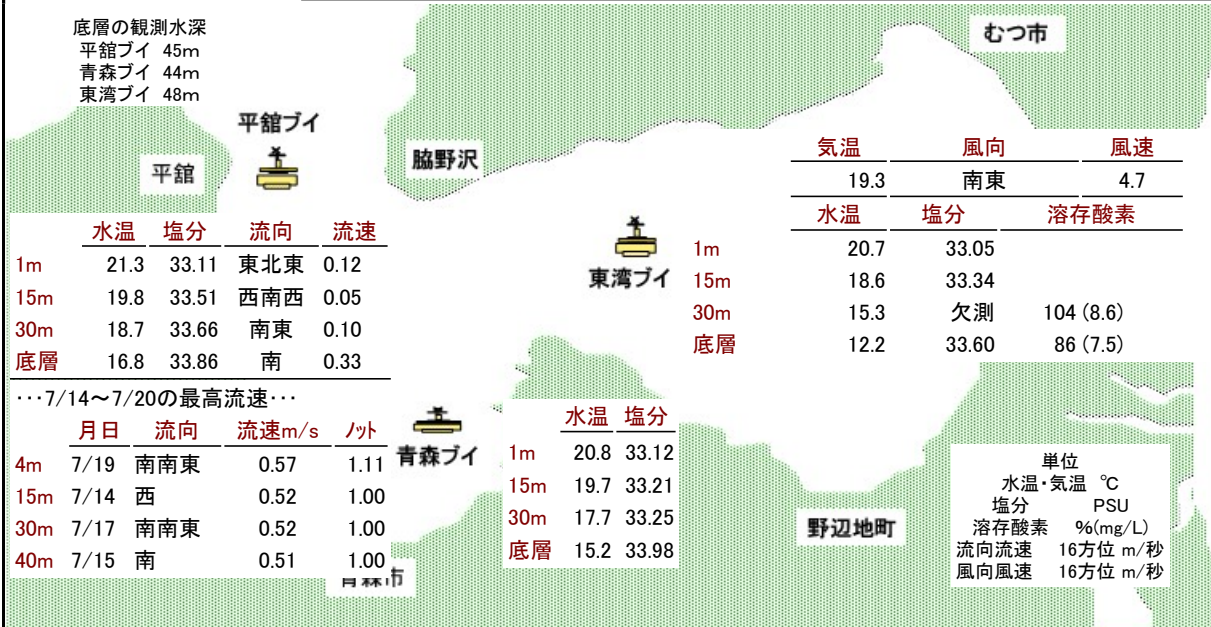 底層の観測水深
平舘ブイ 45m
青森ブイ 44m
東湾ブイ 48m
むつ市
平舘ブイ
平舘
脇野沢
気温 風向 風速
19.3 南東 4.7
水温 塩分 溶存酸素
1m 20.7 33.05
15m 18.6 33.34
30m 15.3 欠測 104 (8.6)
底層 12.2 33.60 86 (7.5)
東湾ブイ
水温 塩分 流向 流速
1m 21.3 33.11 東北東 0.12
15m 19.8 33.51 西南西 0.05
30m 18.7 33.66 南東 0.10
底層 16.8 33.86 南 0.33
･･･7/14～7/20の最高流速･･･
月日 流向 流速m/s ﾉｯﾄ
4m 7/19 南南東 0.57 1.11
15m 7/14 西 0.52 1.00
30m 7/17 南南東 0.52 1.00
40m 7/15 南 0.51 1.00
青森ブイ
水温 塩分
1m 20.8 33.12
15m 19.7 33.21
30m 17.7 33.25
底層 15.2 33.98
青森市
野辺地町
単位
水温･気温 ℃
塩分 PSU
溶存酸素 %(mg/L)
流向流速 16方位 m/秒
風向風速 16方位 m/秒